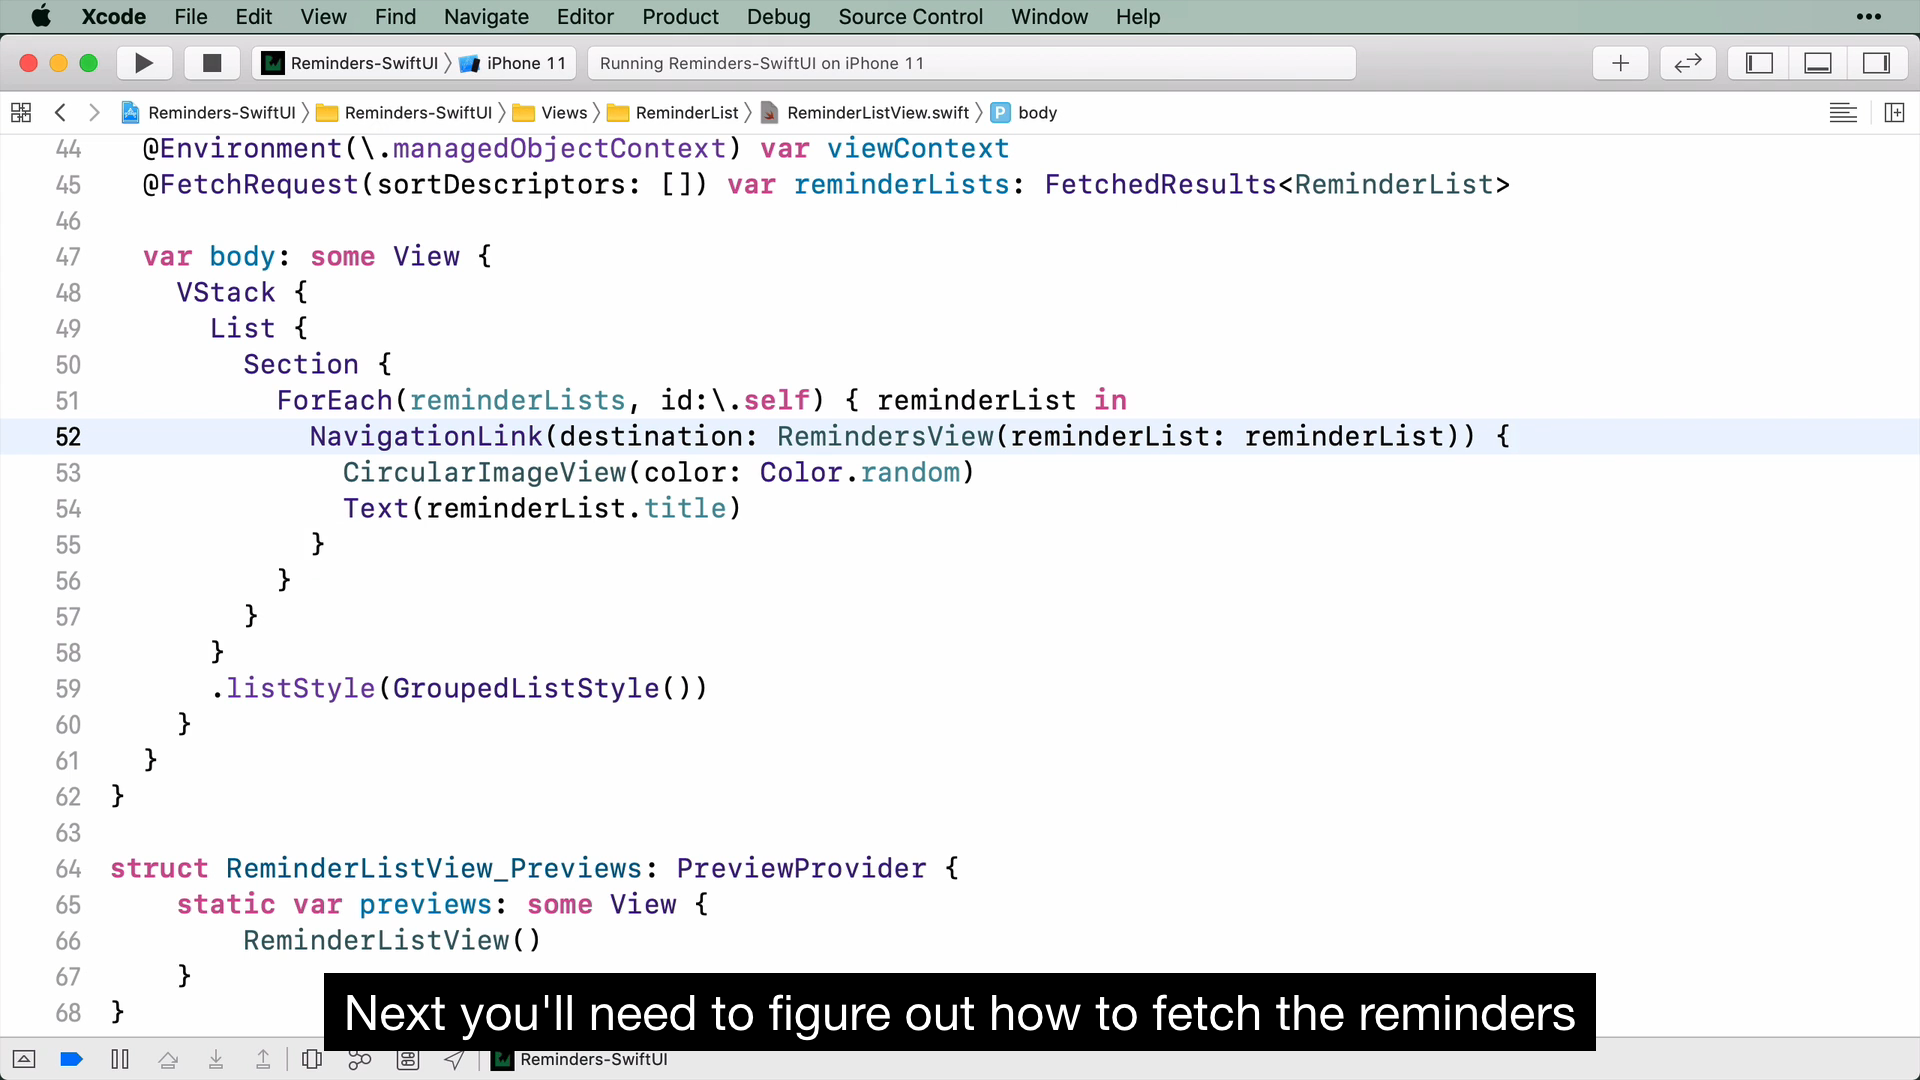 Xcode File Edit View Find Navigate Editor Product Debug Source Control Window Help
Reminders-SwiftUI iPhone 11 Running Reminders-SwiftUI on iPhone 11
Reminders-SwiftUI Reminders-SwiftUI Views ReminderList ReminderListView.swift P body
44 @Environment(\.managedObjectContext) var viewContext
45 @FetchRequest(sortDescriptors: []) var reminderLists: FetchedResults<ReminderList>
46
47 var body: some View {
48 VStack {
49 List {
50 Section {
51 ForEach(reminderLists, id:\.self) { reminderList in
52 NavigationLink(destination: RemindersView(reminderList: reminderList)) {
53 CircularImageView(color: Color.random)
54 Text(reminderList.title)
55 }
56 }
57 }
58 }
59 .listStyle(GroupedListStyle())
60 }
61 }
62 }
63
64 struct ReminderListView_Previews: PreviewProvider {
65 static var previews: some View {
66 ReminderListView()
67 }
68 }
Next you'll need to figure out how to fetch the reminders
Reminders-SwiftUI